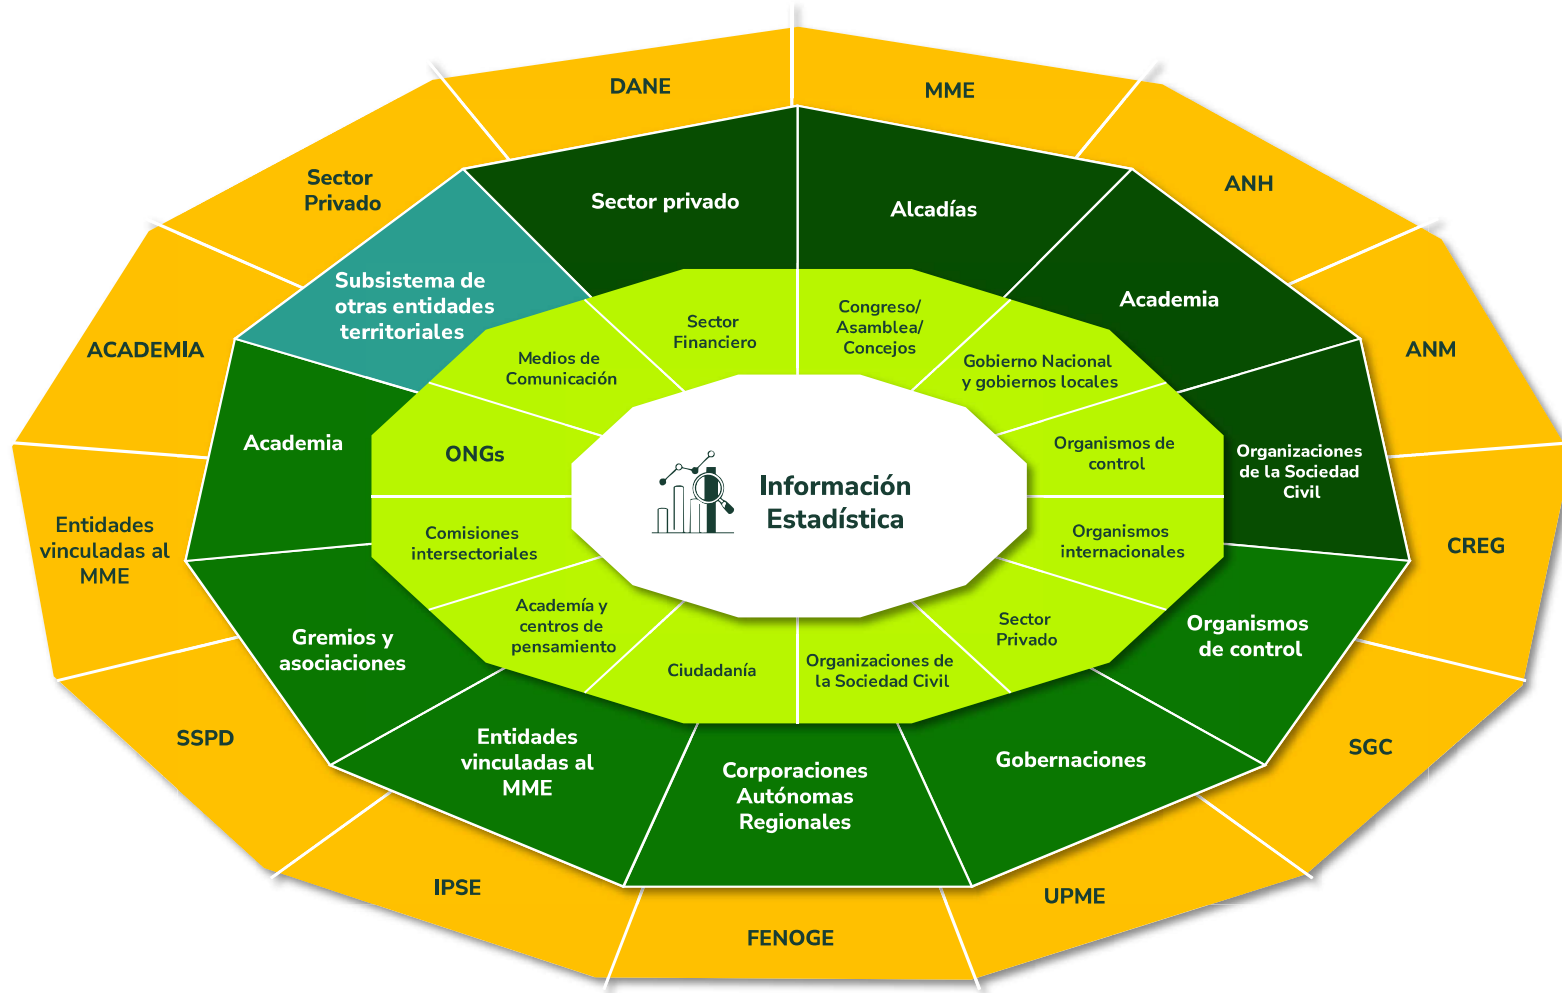 DANE
MME
ANH
ANM
CREG
SGC
UPME
FENOGE
IPSE
SSPD
Entidades
vinculadas al
MME
ACADEMIA
Sector
Privado
Sector privado
Alcadías
Academia
Organizaciones
de la Sociedad
Civil
Organismos
de control
Gobernaciones
Corporaciones
Autónomas
Regionales
Entidades
vinculadas al
MME
Gremios y
asociaciones
Academia
Subsistema de
otras entidades
territoriales
Sector
Financiero
Congreso/
Asamblea/
Concejos
Gobierno Nacional
y gobiernos locales
Organismos de
control
Organismos
internacionales
Sector
Privado
Organizaciones de
la Sociedad Civil
Ciudadanía
Academía y
centros de
pensamiento
Comisiones
intersectoriales
ONGs
Medios de
Comunicación
Información
Estadística